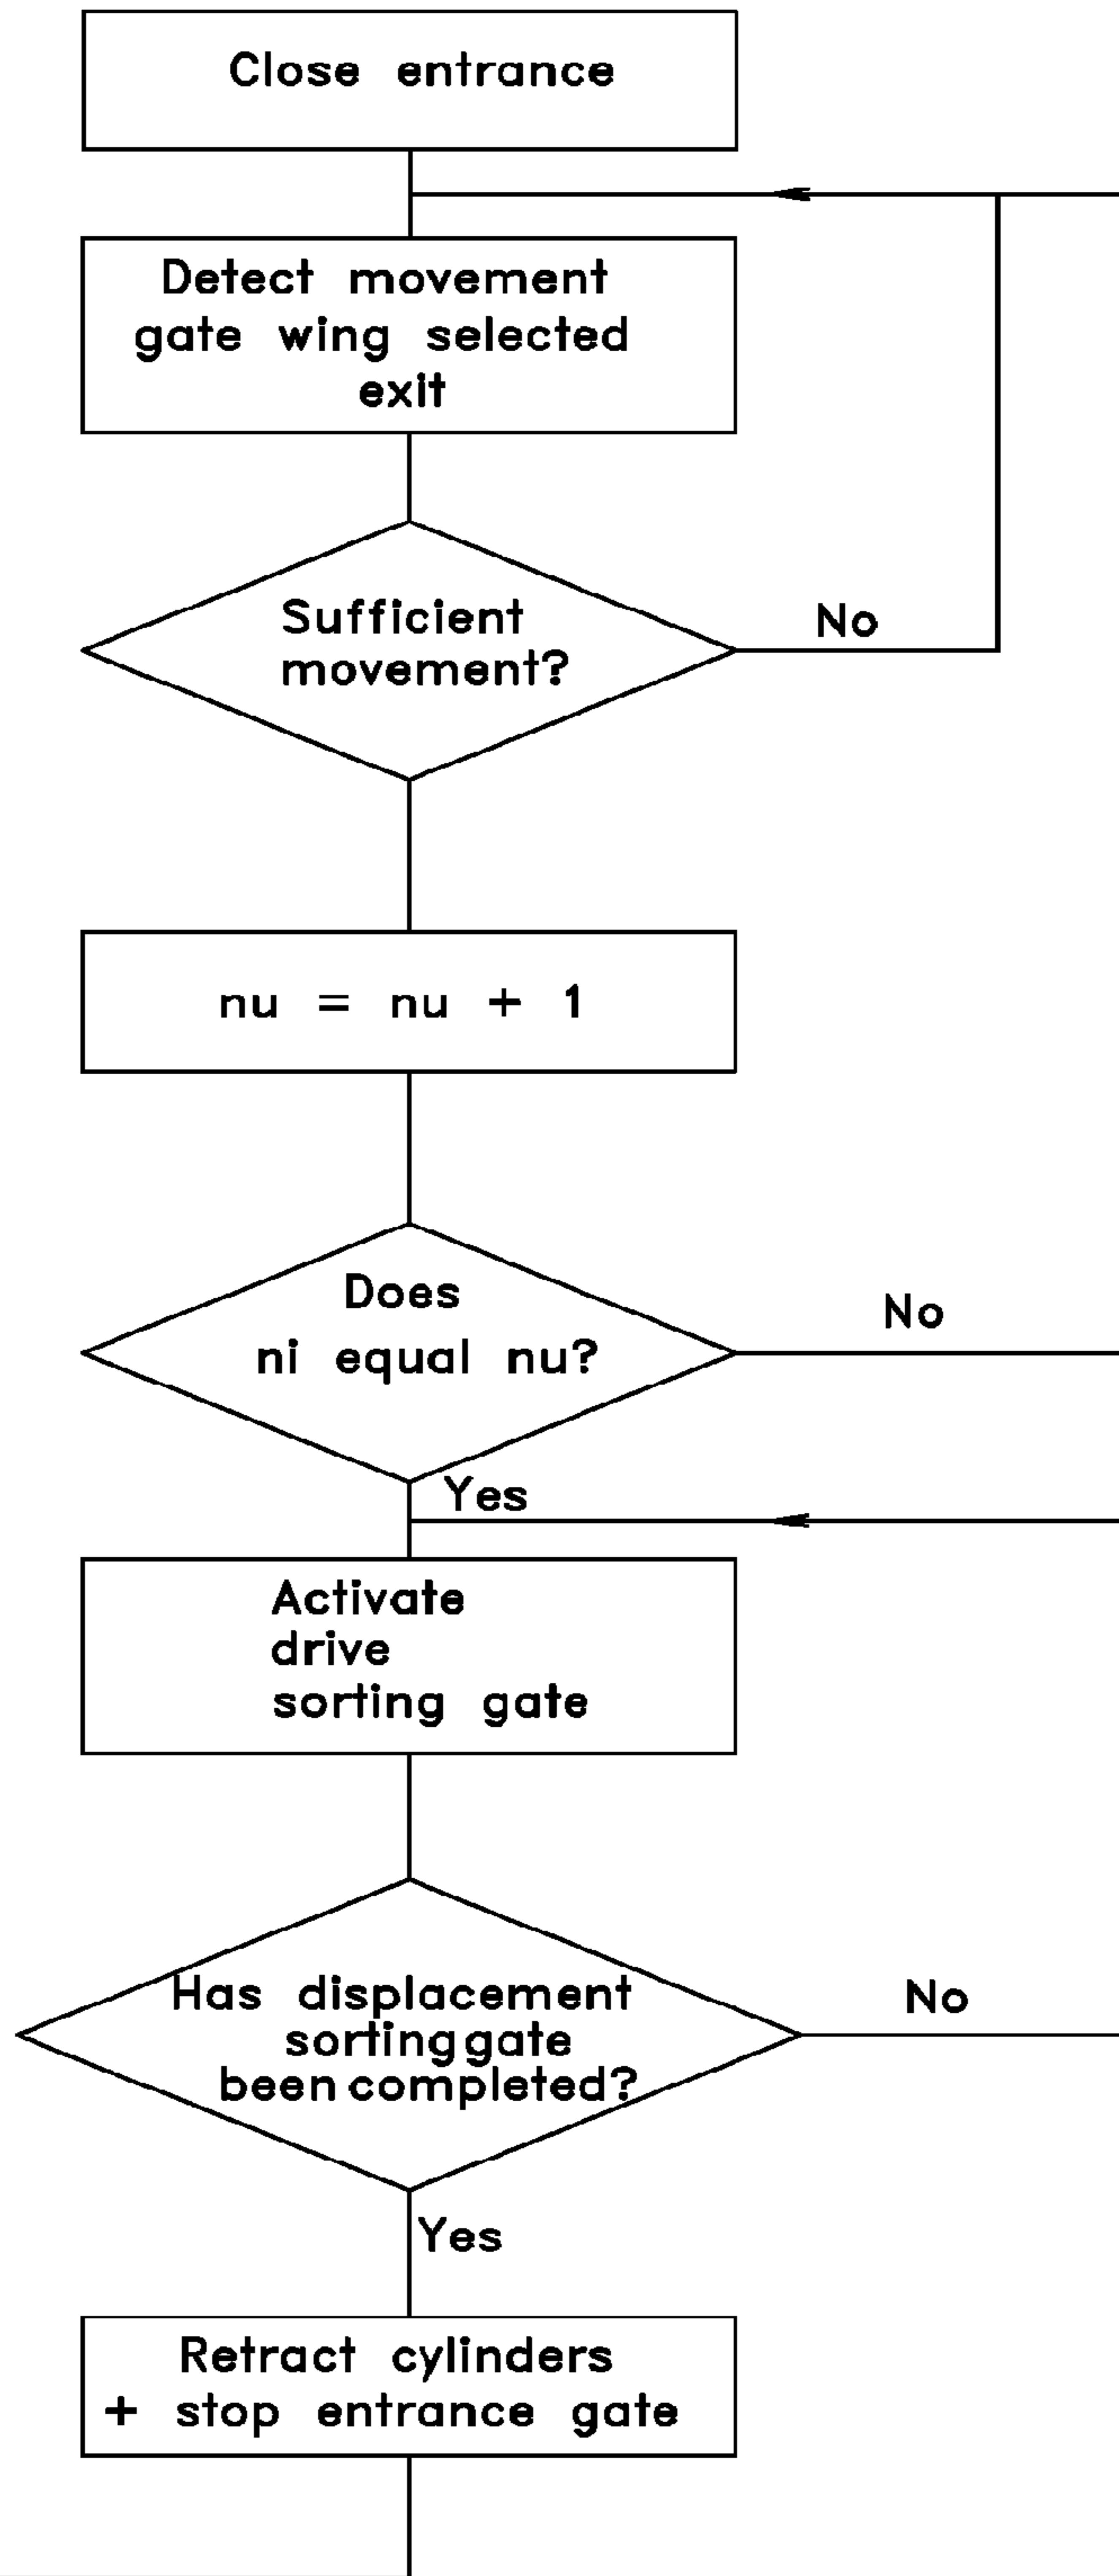 Close entrance
Detect movement
gate wing selected
exit
Sufficient
movement?
No
nu = nu + 1
Does
ni equal nu?
No
Yes
Activate
drive
sorting gate
Has displacement
sorting gate
been completed?
No
Yes
Retract cylinders
+ stop entrance gate